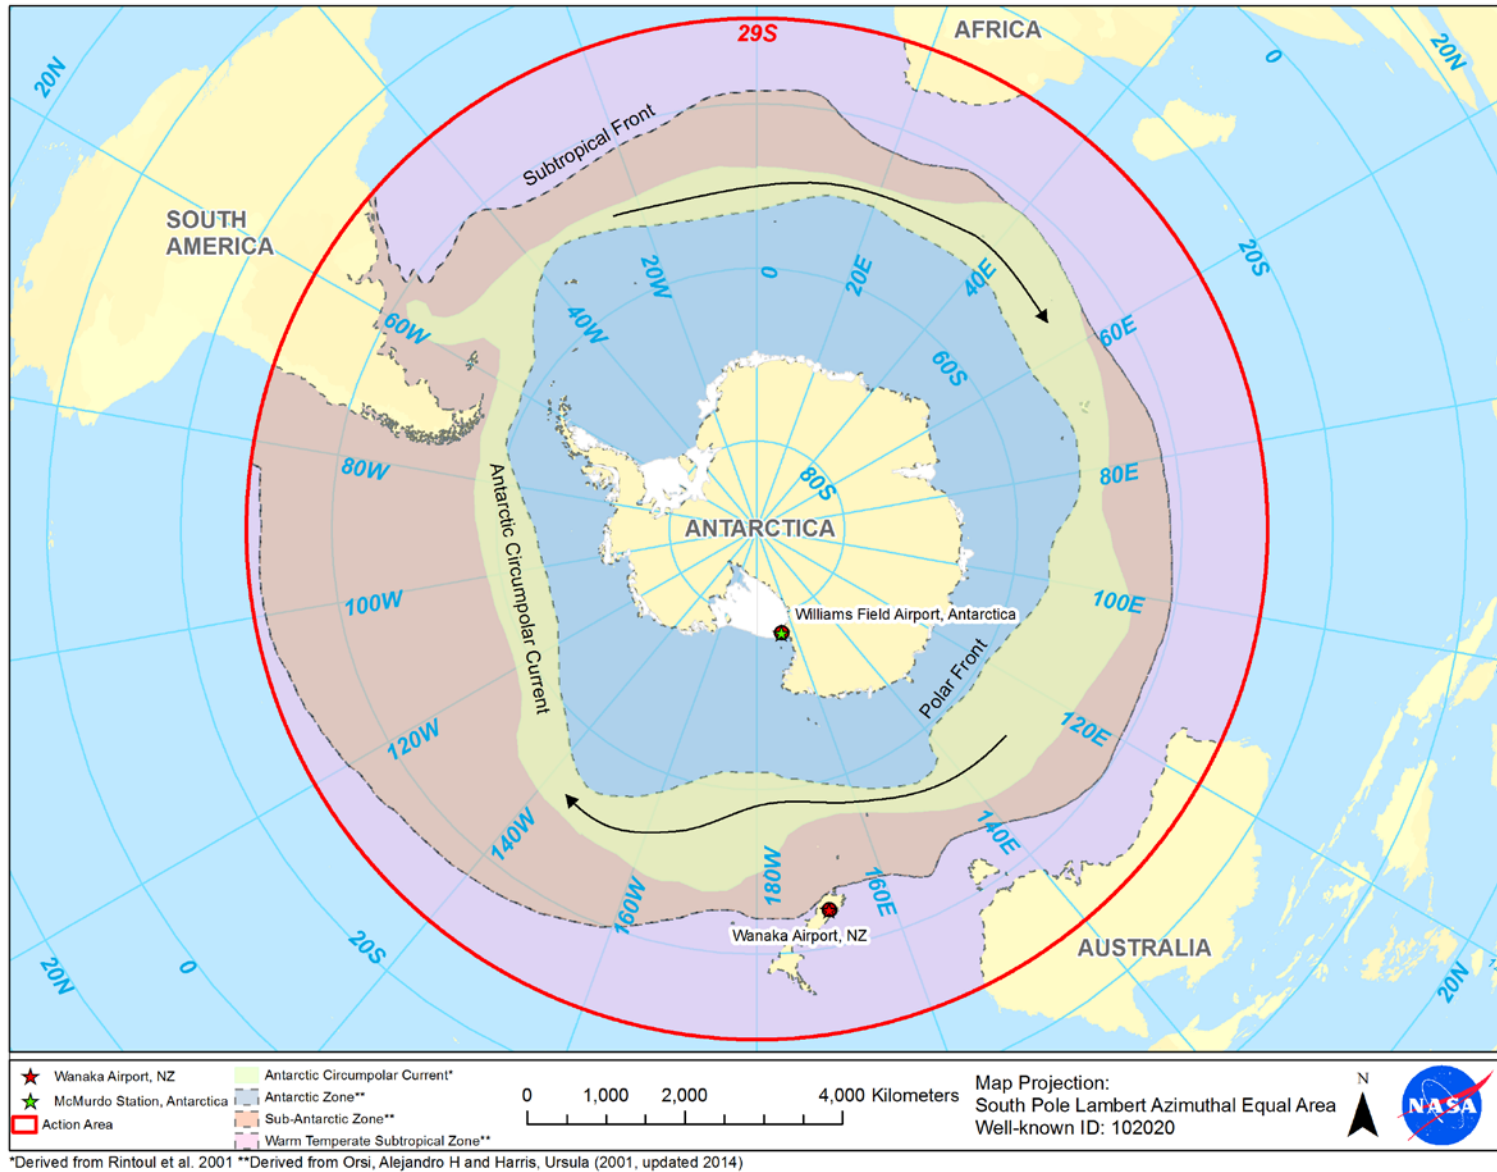 29S
AFRICA
0
20N
20N
Subtropical Front
SOUTH
AMERICA
20S
20W
0
20E
40E
60W
40W
60E
60S
80W
80S
80E
Antarctic Circumpolar Current
ANTARCTICA
100W
100E
Williams Field Airport, Antarctica
Polar Front
120W
120E
140W
140E
180W
160E
160W
20S
0
20N
Wanaka Airport, NZ
AUSTRALIA
20N
Wanaka Airport, NZ
McMurdo Station, Antarctica
Action Area
Antarctic Circumpolar Current*
Antarctic Zone**
Sub-Antarctic Zone**
Warm Temperate Subtropical Zone**
0 1,000 2,000 4,000 Kilometers
Map Projection:
South Pole Lambert Azimuthal Equal Area
Well-known ID: 102020
N
NASA
*Derived from Rintoul et al. 2001 **Derived from Orsi, Alejandro H and Harris, Ursula (2001, updated 2014)